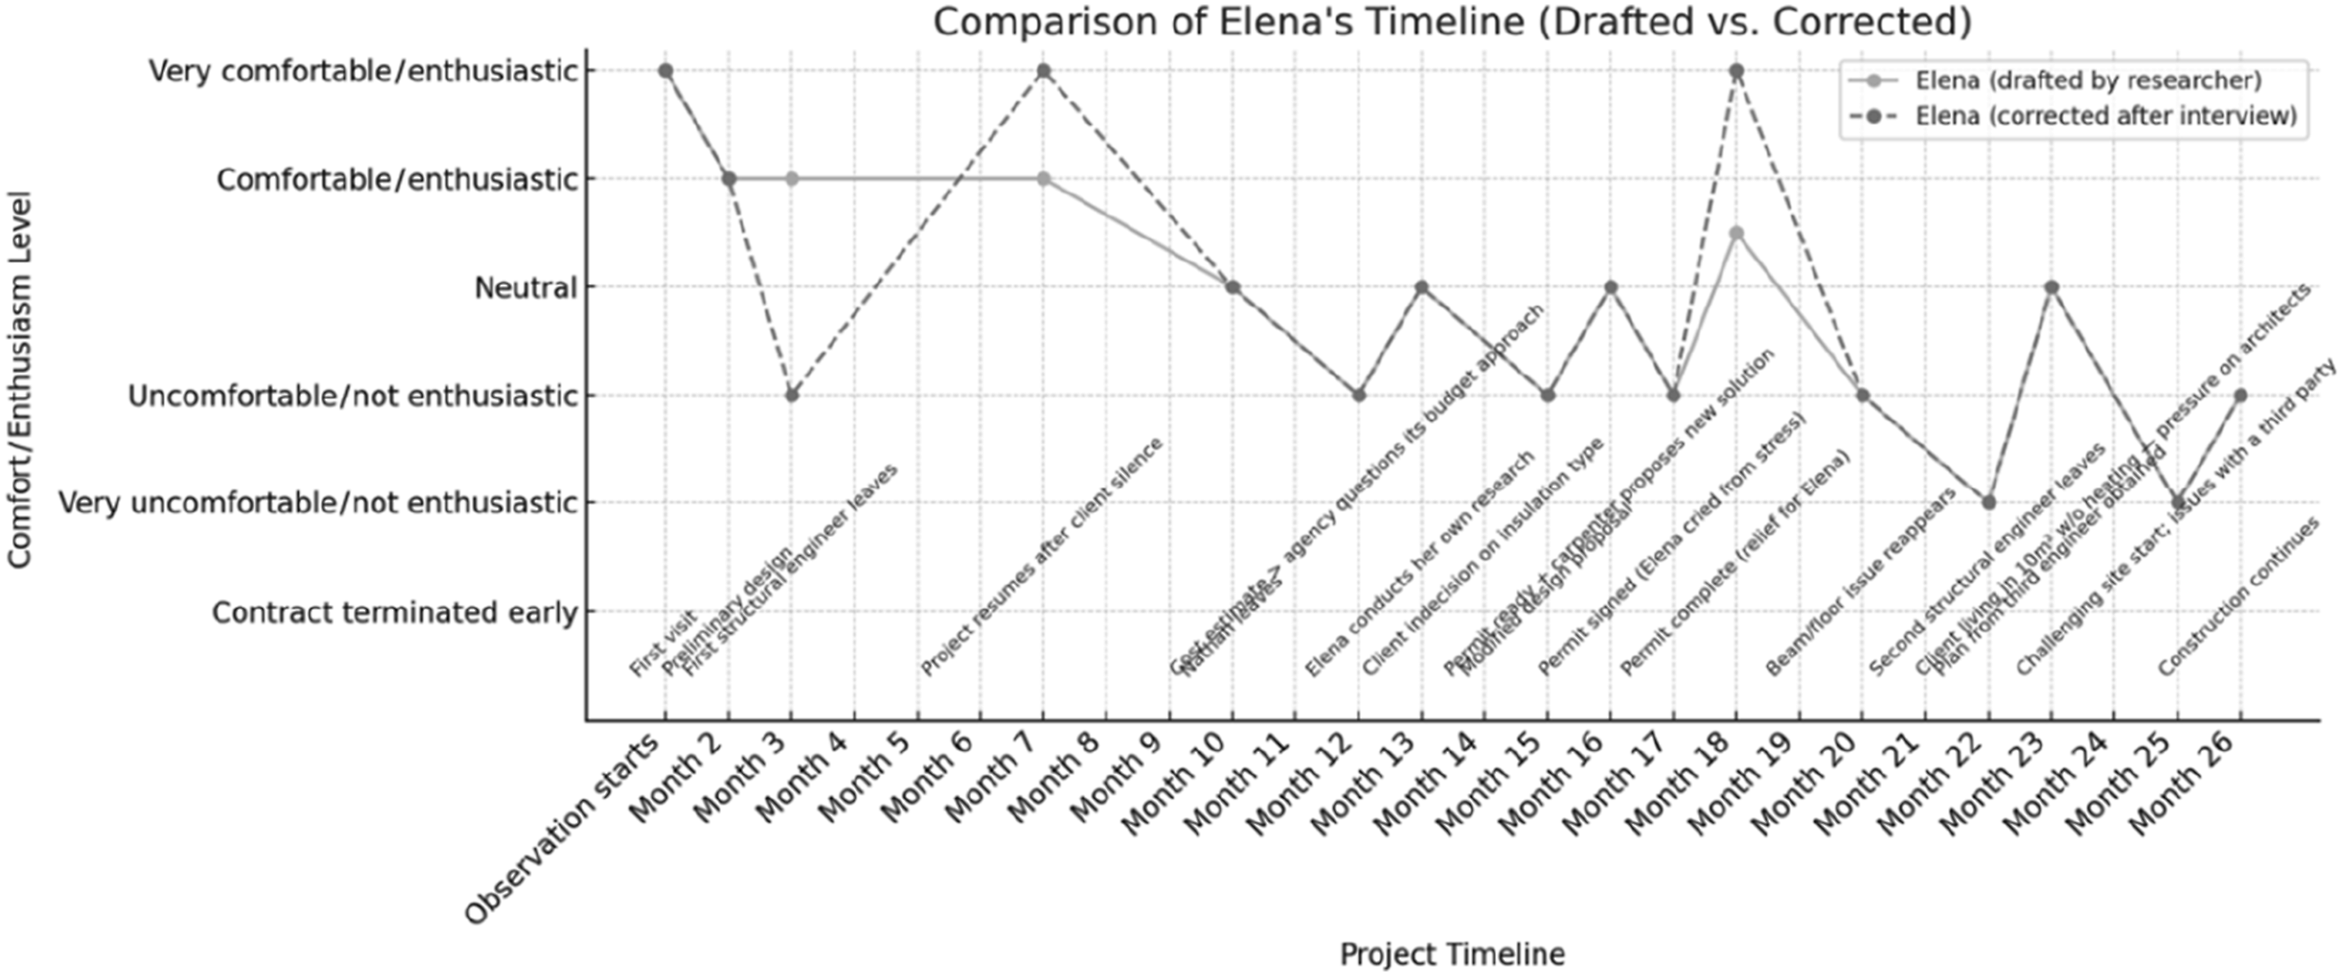 Comparison of Elena's Timeline (Drafted vs. Corrected)
Comfort/Enthusiasm Level
Very comfortable/enthusiastic
Comfortable/enthusiastic
Neutral
Uncomfortable/not enthusiastic
Very uncomfortable/not enthusiastic
Contract terminated early
Elena (drafted by researcher)
Elena (corrected after interview)
First visit
Preliminary design
First structural engineer leaves
Project resumes after client silence
Cost estimate > agency questions its budget approach
Nathan leaves
Elena conducts her own research
Client indecision on insulation type
Permit ready + carpenter proposes new solution
Modified design proposal
Permit signed (Elena cried from stress)
Permit complete (relief for Elena)
Beam/floor issue reappears
Second structural engineer leaves
Client living in 10m² w/o heating pressure on architects
Plan from third engineer obtained
Challenging site start; issues with a third party
Construction continues
Observation starts
Month 2
Month 3
Month 4
Month 5
Month 6
Month 7
Month 8
Month 9
Month 10
Month 11
Month 12
Month 13
Month 14
Month 15
Month 16
Month 17
Month 18
Month 19
Month 20
Month 21
Month 22
Month 23
Month 24
Month 25
Month 26
Project Timeline